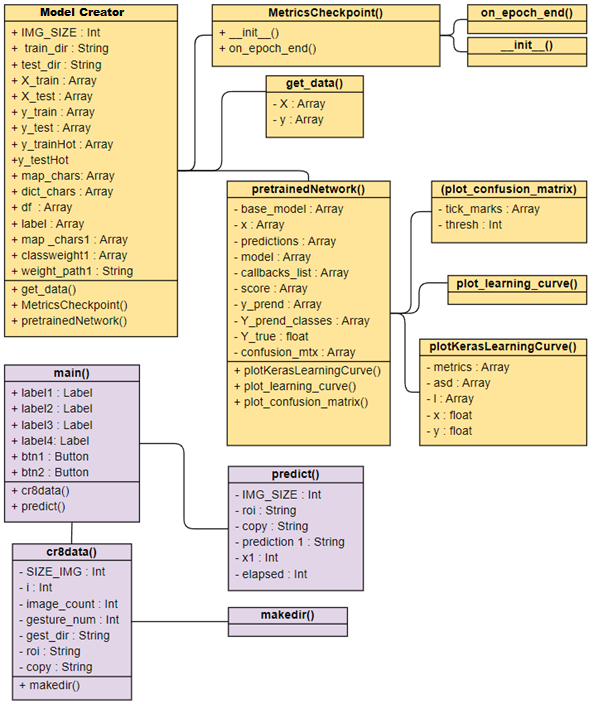 Model Creator
+ IMG_SIZE : Int
+ train_dir : String
+ test_dir : String
+ X_train : Array
+ X_test : Array
+ y_train : Array
+ y_test : Array
+ y_trainHot : Array
+y_testHot
+ map_chars: Array
+ dict_chars : Array
+ df : Array
+ label : Array
+ map _chars1 : Array
+ classweight1 : Array
+ weight_path1 : String
+ get_data()
+ MetricsCheckpoint()
+ pretrainedNetwork()
MetricsCheckpoint()
+ __init__()
+ on_epoch_end()
on_epoch_end()
__init__()
get_data()
- X : Array
- y : Array
pretrainedNetwork()
- base_model : Array
- x : Array
- predictions : Array
- model : Array
- callbacks_list : Array
- score : Array
- y_prend : Array
- Y_prend_classes : Array
- Y_true : float
- confusion_mtx : Array
+ plotKerasLearningCurve()
+ plot_learning_curve()
+ plot_confusion_matrix()
(plot_confusion_matrix)
- tick_marks : Array
- thresh : Int
plot_learning_curve()
plotKerasLearningCurve()
- metrics : Array
- asd : Array
- l : Array
- x : float
- y : float
main()
+ label1 : Label
+ label2 : Label
+ label3 : Label
+ label4: Label
+ btn1 : Button
+ btn2 : Button
+ cr8data()
+ predict()
predict()
- IMG_SIZE : Int
- roi : String
- copy : String
- prediction 1 : String
- x1 : Int
- elapsed : Int
cr8data()
- SIZE_IMG : Int
- i : Int
- image_count : Int
- gesture_num : Int
- gest_dir : String
- roi : String
- copy : String
+ makedir()
makedir()